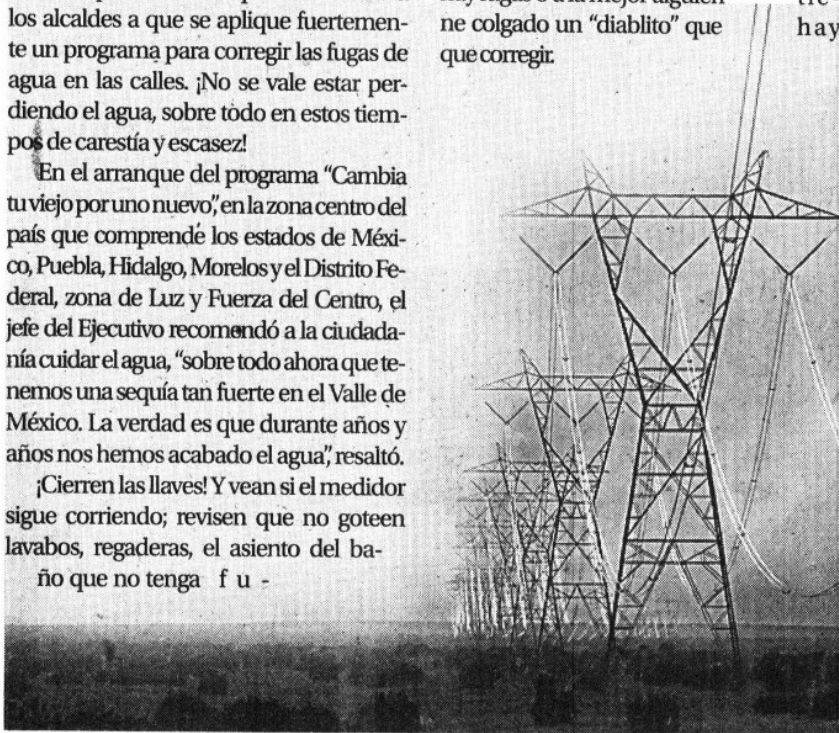 los alcaldes a que se aplique fuertemen-
te un programa para corregir las fugas de
agua en las calles. ¡No se vale estar per-
diendo el agua, sobre todo en estos tiem-
pos de carestía y escasez!
En el arranque del programa “Cambia
tu viejo por uno nuevo”, en la zona centro del
país que comprende los estados de Méxi-
co, Puebla, Hidalgo, Morelos y el Distrito Fe-
deral, zona de Luz y Fuerza del Centro, el
jefe del Ejecutivo recomendó a la ciudada-
nía cuidar el agua, “sobre todo ahora que te-
nemos una sequía tan fuerte en el Valle de
México. La verdad es que durante años y
años nos hemos acabado el agua”, resaltó.
¡Cierren las llaves! Y vean si el medidor
sigue corriendo; revisen que no goteen
lavabos, regaderas, el asiento del ba-
ño que no tenga f u -
ne colgado un “diablito” que
que corregir.
hay